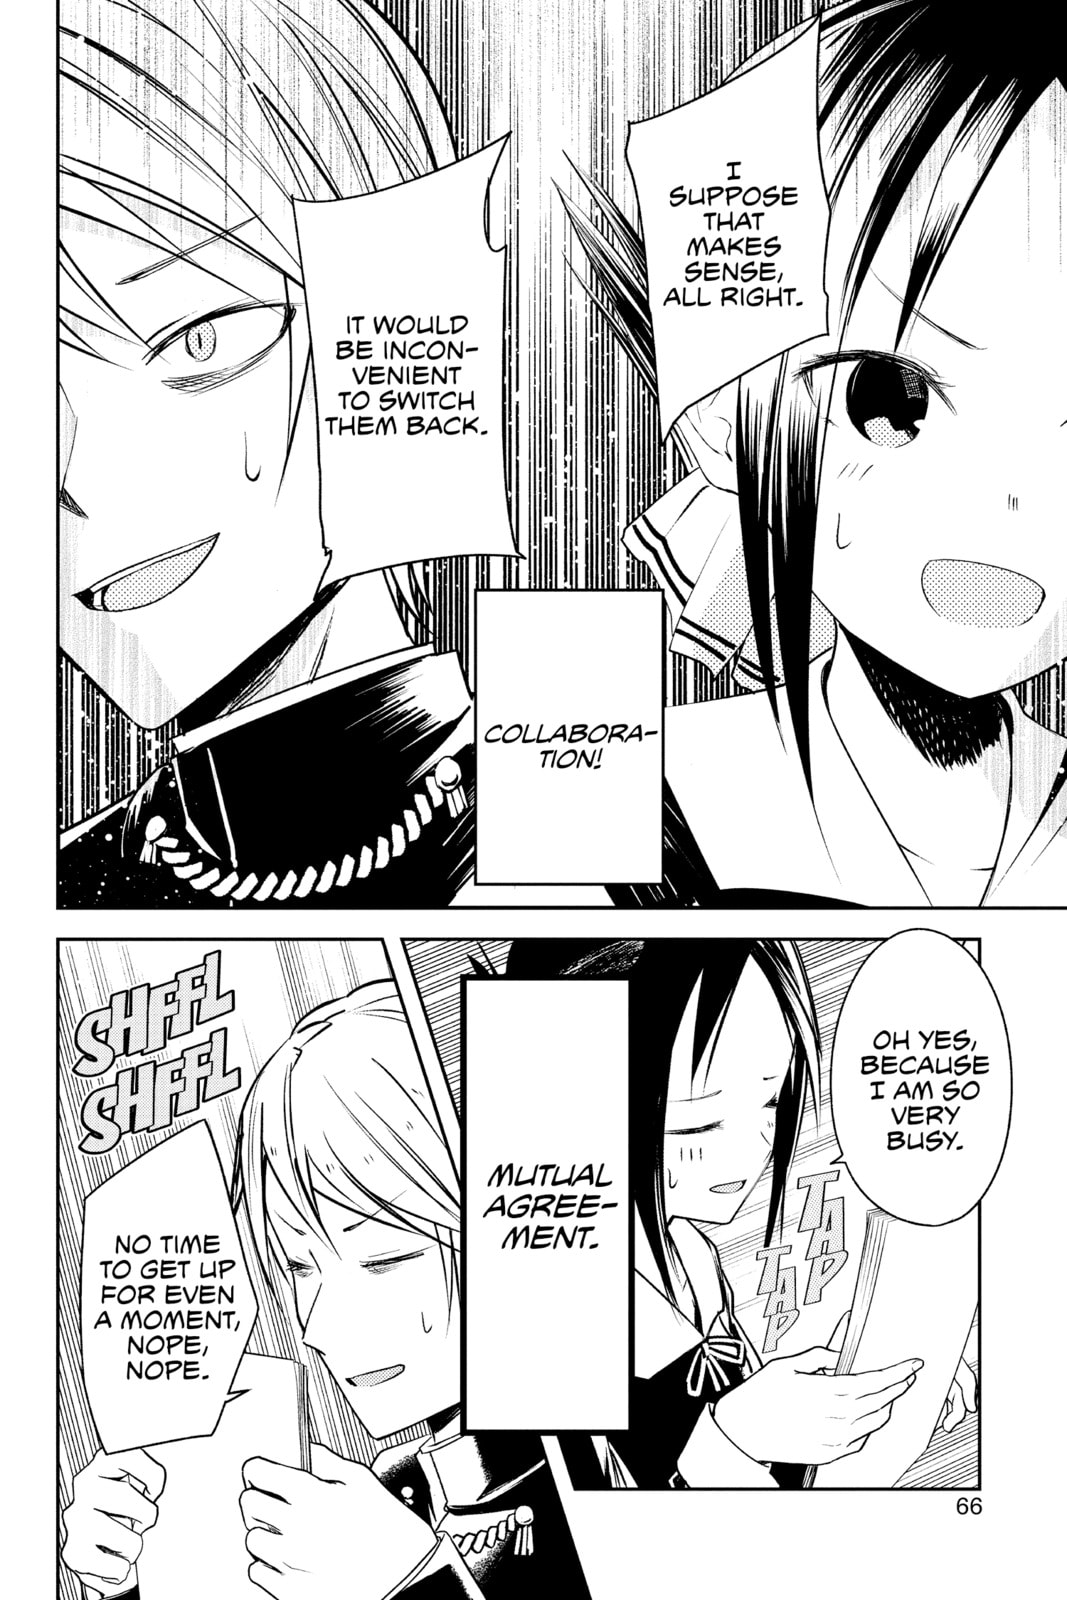 I
SUPPOSE
THAT
MAKES
SENSE,
ALL RIGHT.
IT WOULD
BE INCON-
VENIENT
TO SWITCH
THEM BACK.
COLLABORA-
TION!
OH YES,
BECAUSE
I AM SO
VERY
BUSY.
TAP
TAP
MUTUAL
AGREE-
MENT.
SHFFL
SHFFL
NO TIME
TO GET UP
FOR EVEN
A MOMENT,
NOPE,
NOPE.
66